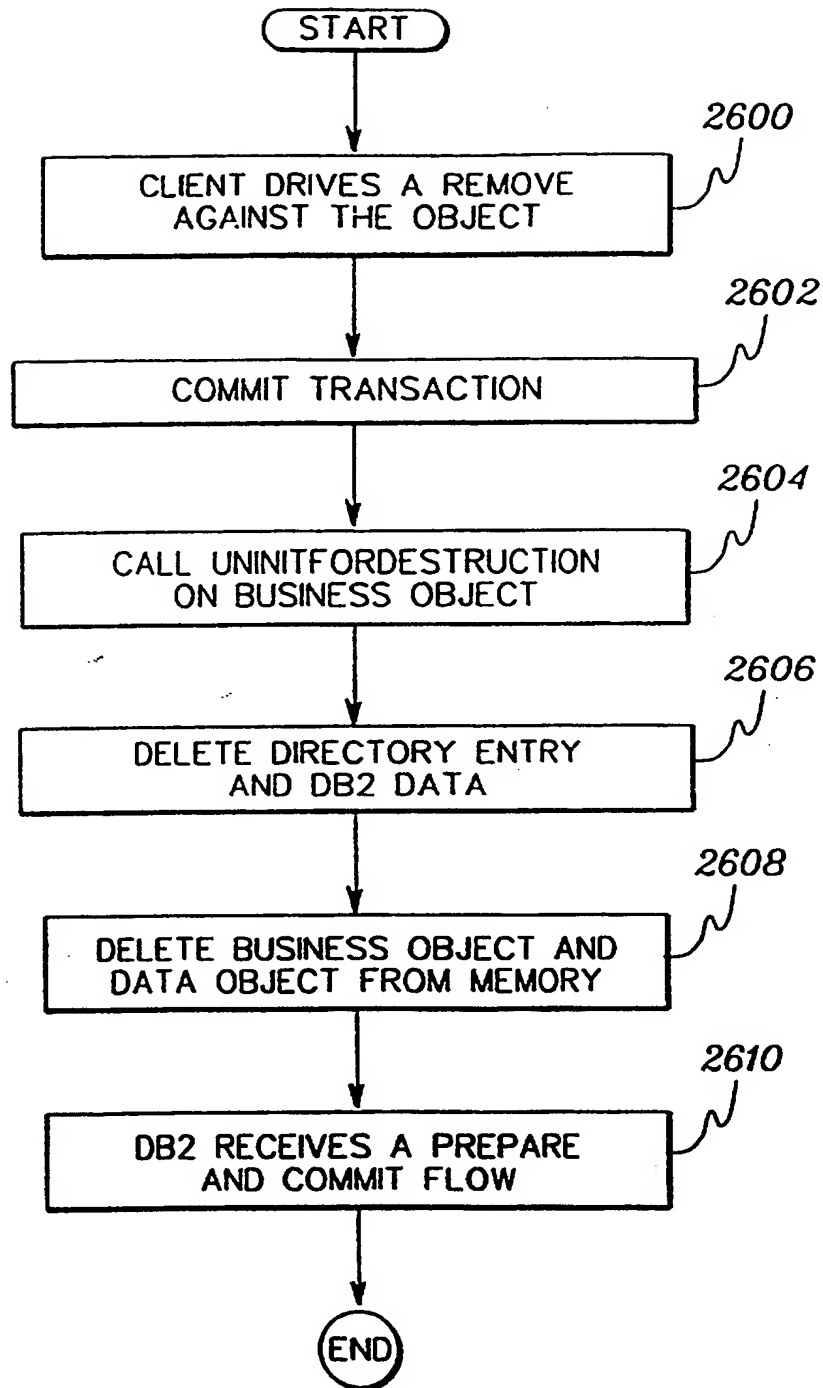 START
2600
CLIENT DRIVES A REMOVE
AGAINST THE OBJECT
2602
COMMIT TRANSACTION
2604
CALL UNINITFORDESTRUCTION
ON BUSINESS OBJECT
2606
DELETE DIRECTORY ENTRY
AND DB2 DATA
2608
DELETE BUSINESS OBJECT AND
DATA OBJECT FROM MEMORY
2610
DB2 RECEIVES A PREPARE
AND COMMIT FLOW
END